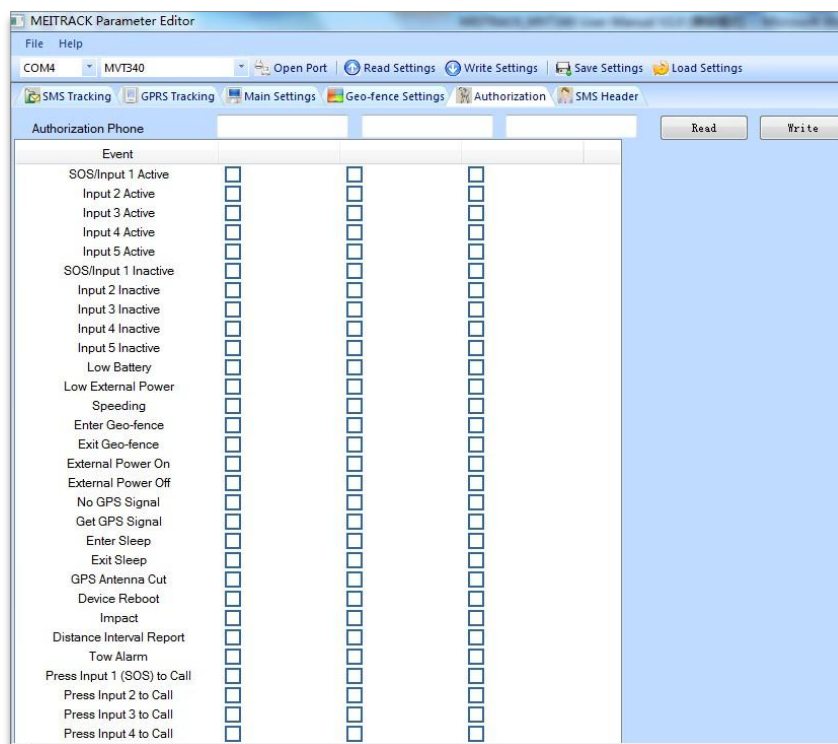 MEITRACK Parameter Editor
File Help
COM4 MVT340 Open Port Read Settings Write Settings Save Settings Load Settings
SMS Tracking GPRS Tracking Main Settings Geo-fence Settings Authorization SMS Header
Authorization Phone Read Write
Event
SOS/Input 1 Active
Input 2 Active
Input 3 Active
Input 4 Active
Input 5 Active
SOS/Input 1 Inactive
Input 2 Inactive
Input 3 Inactive
Input 4 Inactive
Input 5 Inactive
Low Battery
Low External Power
Speeding
Enter Geo-fence
Exit Geo-fence
External Power On
External Power Off
No GPS Signal
Get GPS Signal
Enter Sleep
Exit Sleep
GPS Antenna Cut
Device Reboot
Impact
Distance Interval Report
Tow Alarm
Press Input 1 (SOS) to Call
Press Input 2 to Call
Press Input 3 to Call
Press Input 4 to Call